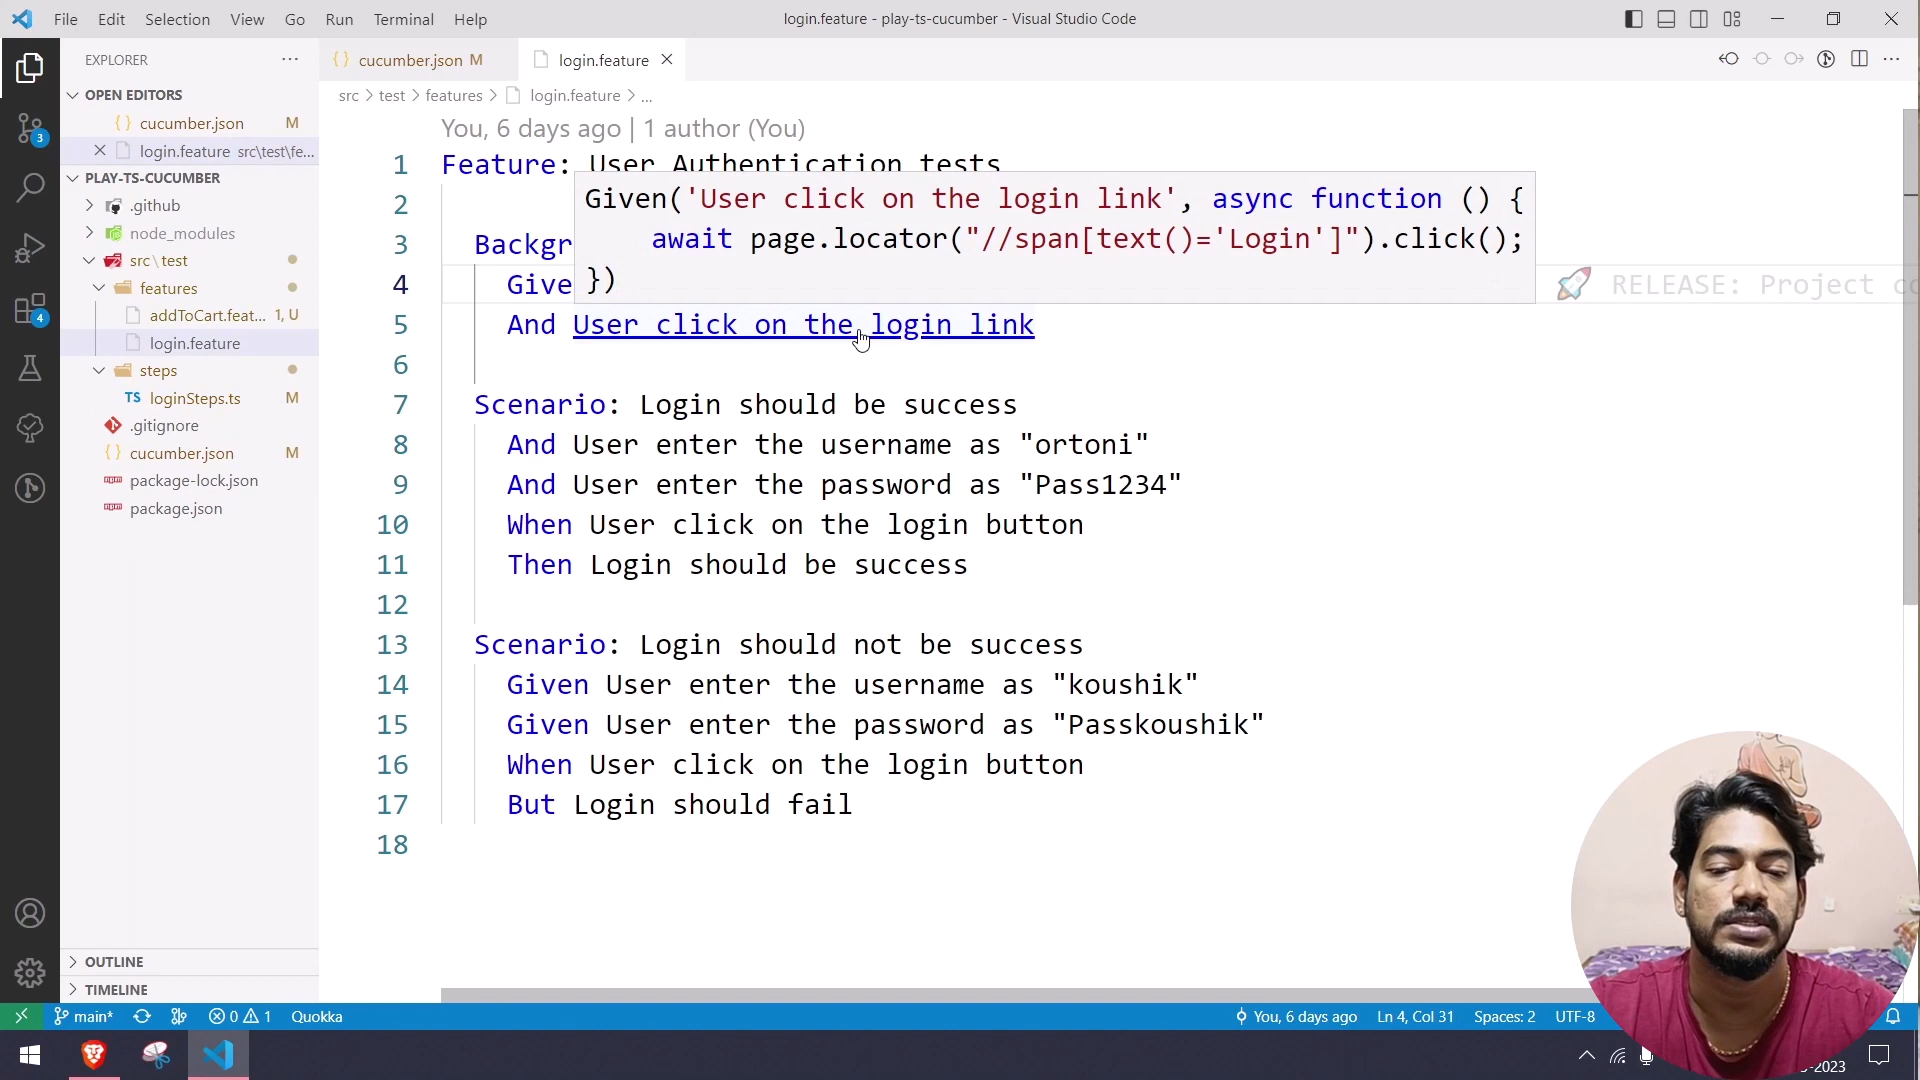 File Edit Selection View Go Run Terminal Help
login.feature - play-ts-cucumber - Visual Studio Code
EXPLORER
cucumber.json M
login.feature
OPEN EDITORS
cucumber.json M
login.feature src\test\fe...
PLAY-TS-CUCUMBER
.github
node_modules
src\test
features
addToCart.feat... 1, U
login.feature
steps
TS loginSteps.ts M
.gitignore
cucumber.json M
package-lock.json
package.json
OUTLINE
TIMELINE
src > test > features > login.feature > ...
You, 6 days ago | 1 author (You)
1 Feature: User Authentication tests
2
Given('User click on the login link', async function () {
3 Backgr
await page.locator("//span[text()='Login']").click();
4 Give
})
RELEASE: Project co
5 And User click on the login link
6
7 Scenario: Login should be success
8 And User enter the username as "ortoni"
9 And User enter the password as "Pass1234"
10 When User click on the login button
11 Then Login should be success
12
13 Scenario: Login should not be success
14 Given User enter the username as "koushik"
15 Given User enter the password as "Passkoushik"
16 When User click on the login button
17 But Login should fail
18
3
4
main* 0 1 Quokka
You, 6 days ago Ln 4, Col 31 Spaces: 2 UTF-8
-2023